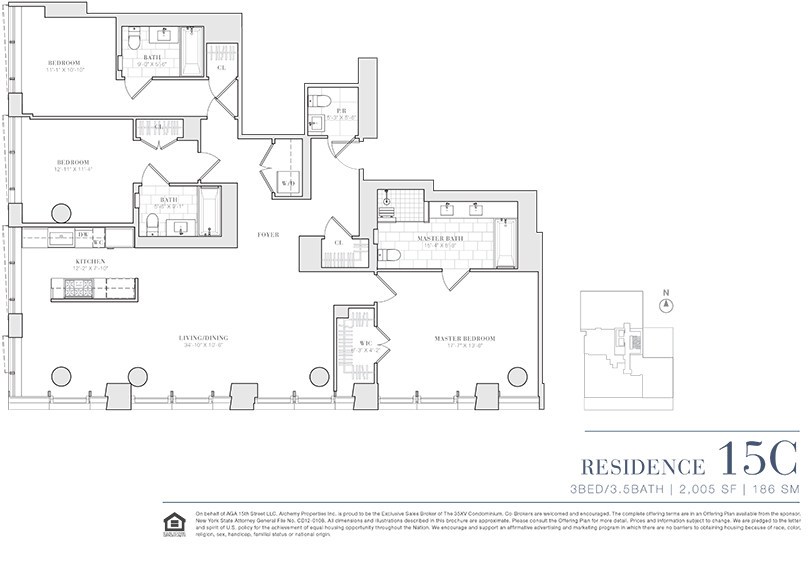 BATH
9'-0" X 5'-8"
BEDROOM
11'-1" X 10'-10"
CL
P.R
5'-3" X 5'-8"
CL
BEDROOM
12'-11" X 11'-4"
W/D
BATH
5'-6" X 9'-1"
FOYER
DW
WC
CL
MASTER BATH
15'-4" X 8'-9"
KITCHEN
12'-2" X 7'-10"
LIVING/DINING
34'-10" X 13'-8"
WIC
6'-3" X 4'-2"
MASTER BEDROOM
17'-7" X 13'-8"
N
RESIDENCE 15C
3BED/3.5BATH | 2,005 SF | 186 SM
On behalf of AGA 15th Street LLC, Alchemy Properties Inc. is proud to be the Exclusive Sales Broker of The 35XV Condominium. Co-Brokers are welcomed and encouraged. The complete offering terms are in an Offering Plan available from the sponsor.
New York State Attorney General File No. CD12-0108. All dimensions and illustrations described in this brochure are approximate. Please consult the Offering Plan for more detail. Prices and information subject to change. We are pledged to the letter
and spirit of U.S. policy for the achievement of equal housing opportunity throughout the Nation. We encourage and support an affirmative advertising and marketing program in which there are no barriers to obtaining housing because of race, color,
religion, sex, handicap, familial status or national origin.